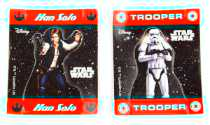 Han Solo
Disney
STAR WARS
Han Solo
TROOPER
Disney
STAR WARS
TROOPER